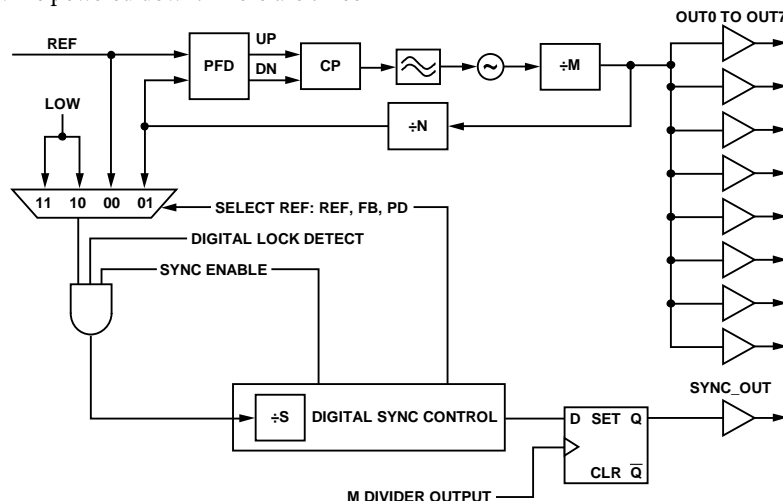 OUT0 TO OUT7
REF
UP
PFD
DN
CP
÷M
LOW
÷N
11 10 00 01
SELECT REF: REF, FB, PD
DIGITAL LOCK DETECT
SYNC ENABLE
SYNC_OUT
÷S
DIGITAL SYNC CONTROL
D SET Q
CLR Q̅
M DIVIDER OUTPUT